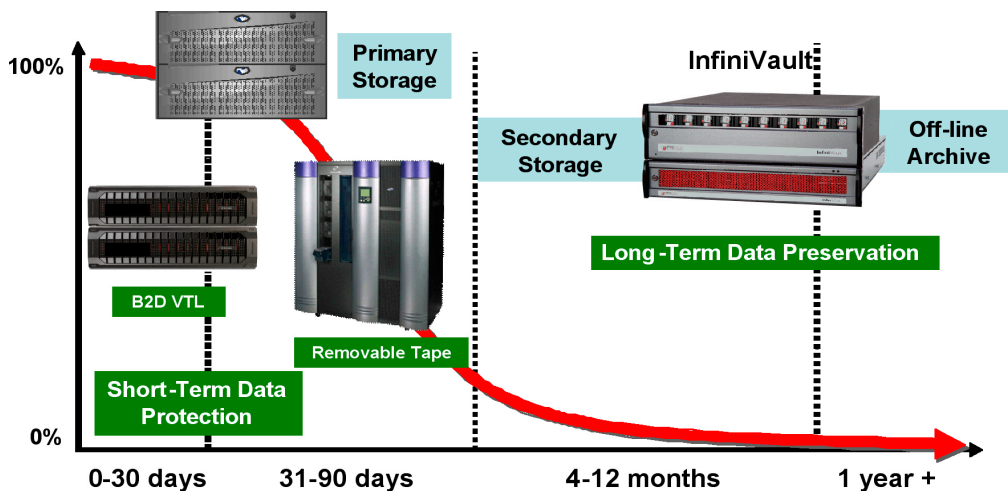 100%
Primary
Storage
InfiniVault
Secondary
Storage
Off-line
Archive
InfiniVault
Long-Term Data Preservation
B2D VTL
Removable Tape
Short-Term Data
Protection
0%
0-30 days
31-90 days
4-12 months
1 year +